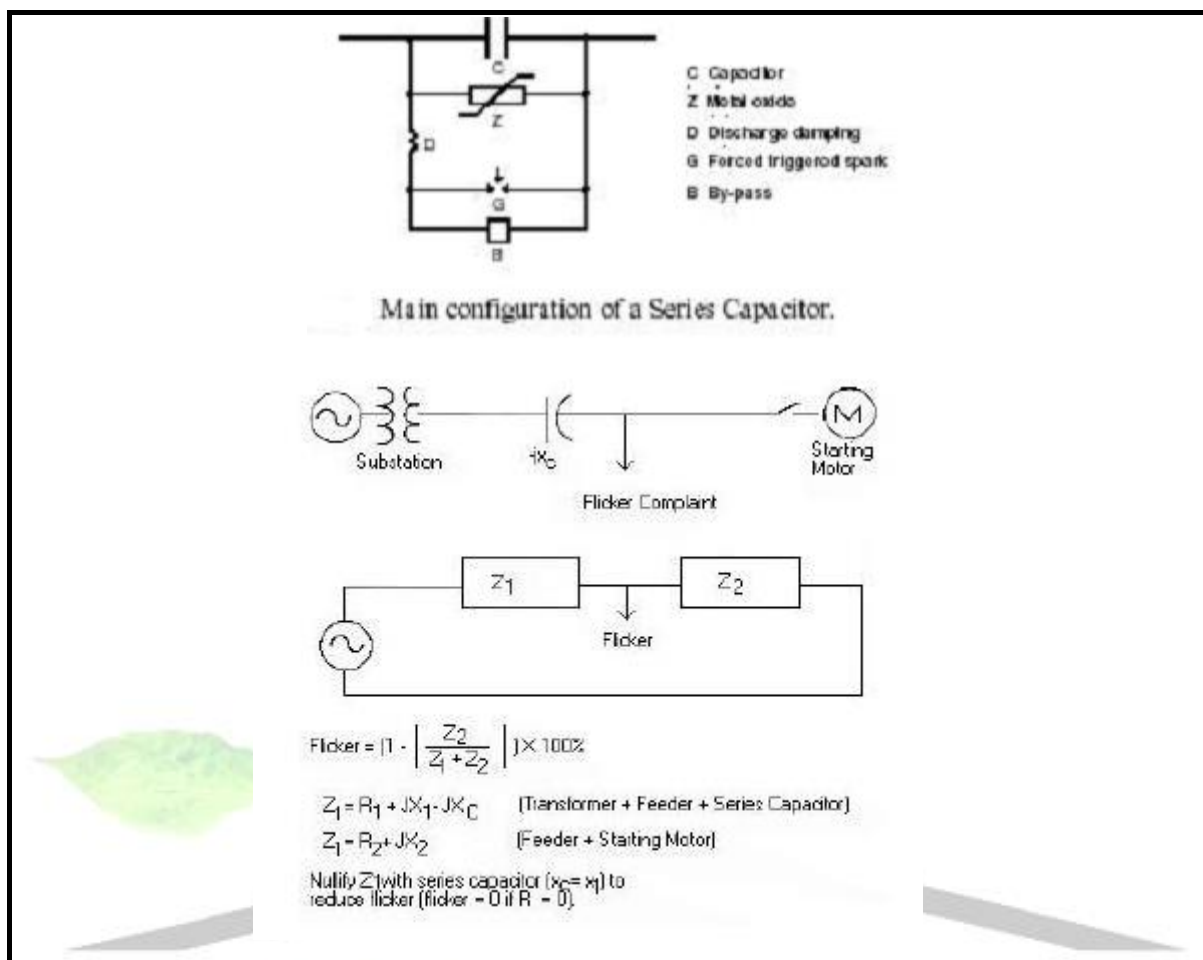 C
Z
D
G
B
C Capacitor
Z Metal oxide
D Discharge damping
G Forced triggerod spark
B By-pass
Main configuration of a Series Capacitor.
Substation
-jxc
M
Starting
Motor
Flicker Complaint
Z1
Z2
Flicker
Flicker = (1 - | Z2 / Z1 + Z2 | ) X 100%
Z1 = R1 + JX1 - JXC (Transformer + Feeder + Series Capacitor)
Z1 = R2 + JX2 (Feeder + Starting Motor)
Nullify Z1 with series capacitor (xc = x1) to
reduce flicker (flicker = 0 if R = 0).